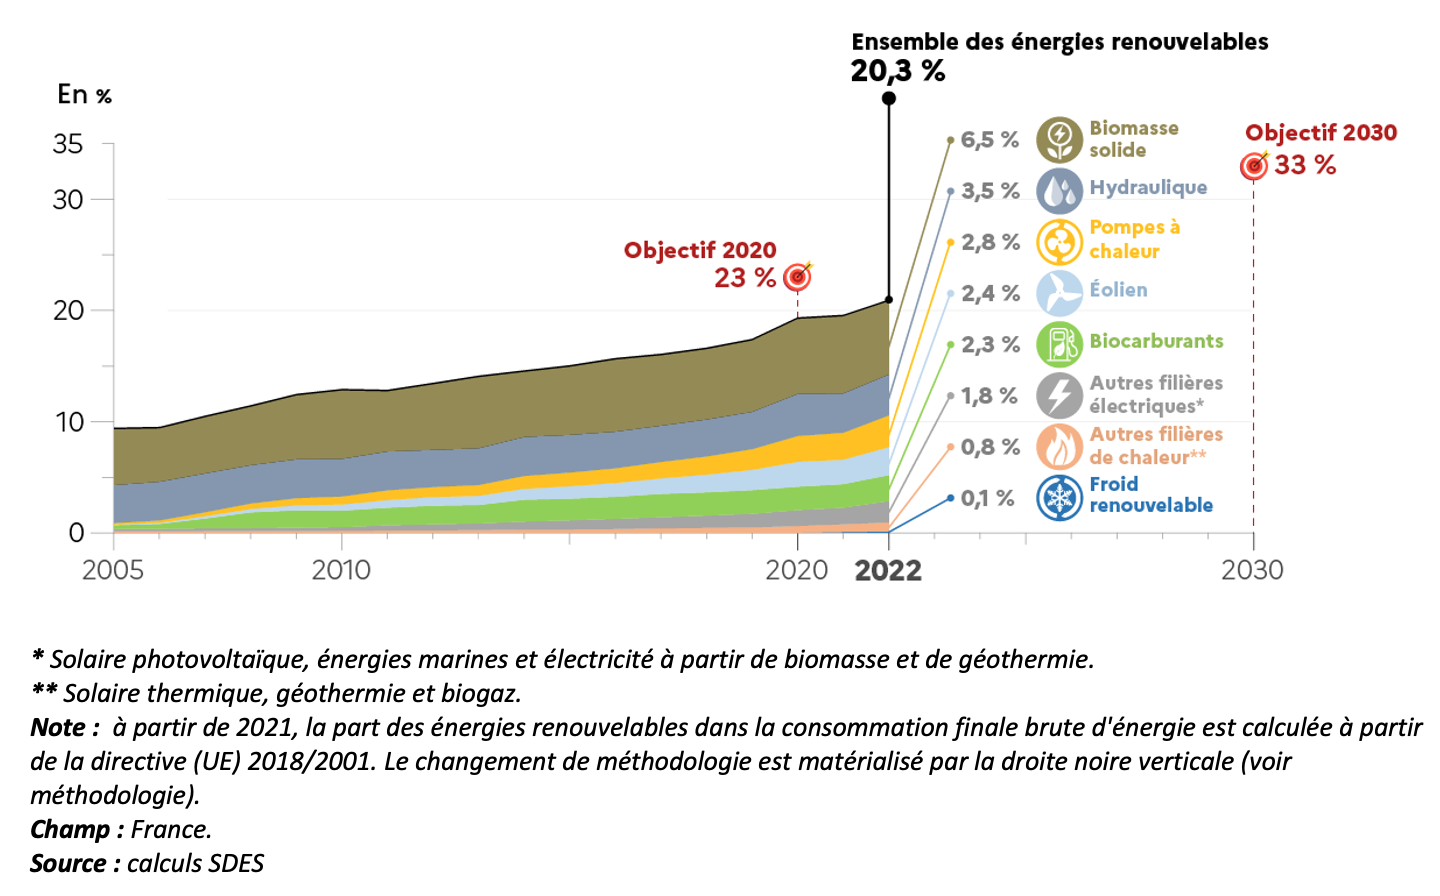 Ensemble des énergies renouvelables
20,3 %
En %
35
30
20
10
0
Objectif 2020
23 %
Objectif 2030
33 %
6,5 % Biomasse
solide
3,5 % Hydraulique
2,8 % Pompes à
chaleur
2,4 % Éolien
2,3 % Biocarburants
1,8 % Autres filières
électriques*
0,8 % Autres filières
de chaleur**
0,1 % Froid
renouvelable
2005 2010 2020 2022 2030
* Solaire photovoltaïque, énergies marines et électricité à partir de biomasse et de géothermie.
** Solaire thermique, géothermie et biogaz.
Note : à partir de 2021, la part des énergies renouvelables dans la consommation finale brute d'énergie est calculée à partir
de la directive (UE) 2018/2001. Le changement de méthodologie est matérialisé par la droite noire verticale (voir
méthodologie).
Champ : France.
Source : calculs SDES